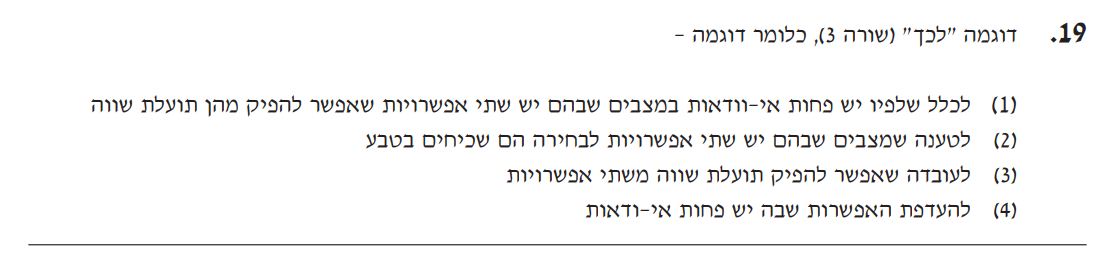 19. דוגמה "לכך" (שורה 3), כלומר דוגמה –
(1) לכלל שלפיו יש פחות אי-וודאות במצבים שבהם יש שתי אפשרויות שאפשר להפיק מהן תועלת שווה
(2) לטענה שמצבים שבהם יש שתי אפשרויות לבחירה הם שכיחים בטבע
(3) לעובדה שאפשר להפיק תועלת שווה משתי אפשרויות
(4) להעדפת האפשרות שבה יש פחות אי-ודאות